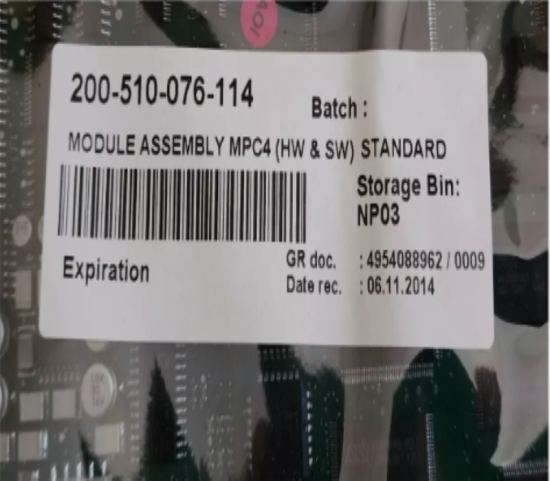 401
200-510-076-114 Batch :
MODULE ASSEMBLY MPC4 (HW & SW) STANDARD
Storage Bin:
NP03
GR doc. : 4954088962 / 0009
Expiration
Date rec. : 06.11.2014